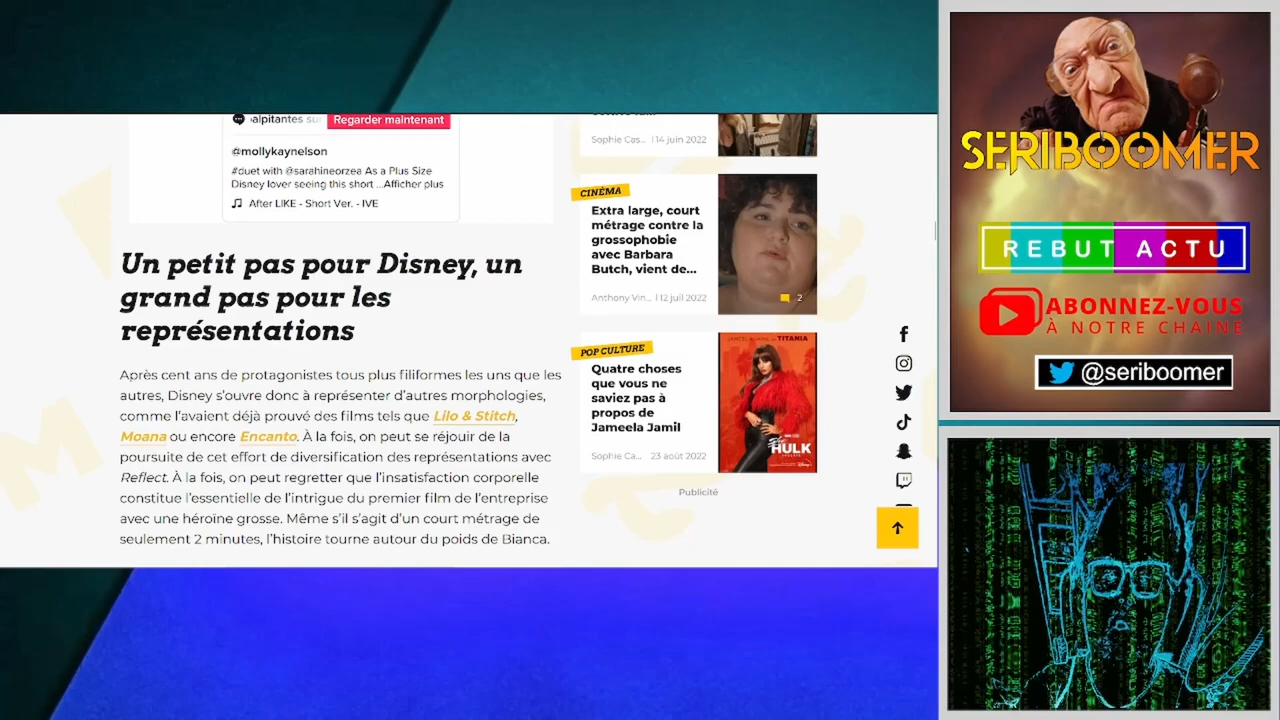 alpitantes su
Regarder maintenant
@mollykaynelson
#duet with @sarahineorzea As a Plus Size
Disney lover seeing this short ...Afficher plus
After LIKE - Short Ver. - IVE
Un petit pas pour Disney, un
grand pas pour les
représentations
Après cent ans de protagonistes tous plus filiformes les uns que les
autres, Disney s'ouvre donc à représenter d'autres morphologies,
comme l'avaient déjà prouvé des films tels que Lilo & Stitch,
Moana ou encore Encanto. À la fois, on peut se réjouir de la
poursuite de cet effort de diversification des représentations avec
Reflect. À la fois, on peut regretter que l'insatisfaction corporelle
constitue l'essentielle de l'intrigue du premier film de l'entreprise
avec une héroïne grosse. Même s'il s'agit d'un court métrage de
seulement 2 minutes, l'histoire tourne autour du poids de Bianca.
Sophie Cas... | 14 juin 2022
CINÉMA
Extra large, court
métrage contre la
grossophobie
avec Barbara
Butch, vient de...
Anthony Vin... | 12 juil 2022
2
POP CULTURE
Quatre choses
que vous ne
saviez pas à
propos de
Jameela Jamil
Sophie Ca... 23 août 2022
TITANIA
She
HULK
Publicité
SERIBOOMER
REBUT ACTU
ABONNEZ-VOUS
À NOTRE CHAINE
@seriboomer